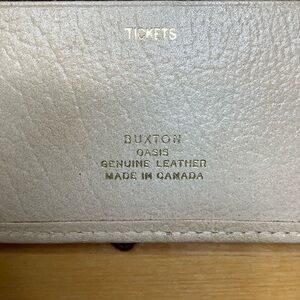 TICKETS
BUXTON
OASIS
GENUINE LEATHER
MADE IN CANADA